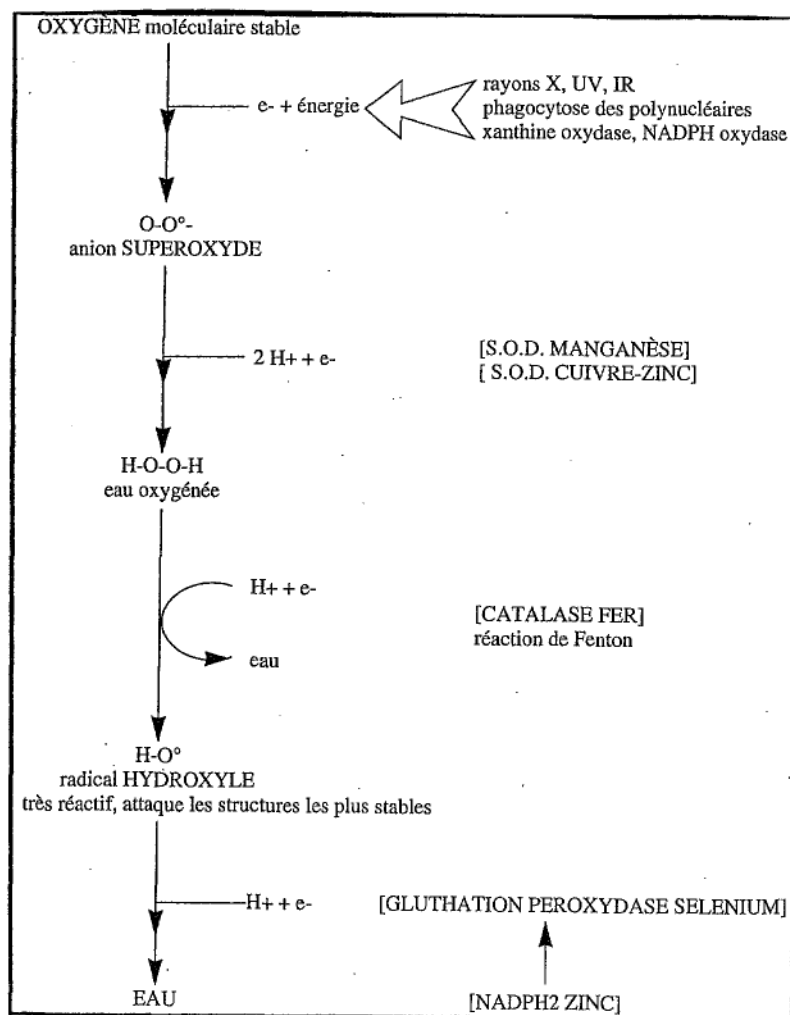 OXYGÈNE moléculaire stable
e- + énergie
rayons X, UV, IR
phagocytose des polynucléaires
xanthine oxydase, NADPH oxydase
O-O°-
anion SUPEROXYDE
2 H+ + e-
[S.O.D. MANGANÈSE]
[ S.O.D. CUIVRE-ZINC]
H-O-O-H
eau oxygénée
H+ + e-
eau
[CATALASE FER]
réaction de Fenton
H-O°
radical HYDROXYLE
très réactif, attaque les structures les plus stables
H+ + e-
[GLUTHATION PEROXYDASE SELENIUM]
EAU
[NADPH2 ZINC]